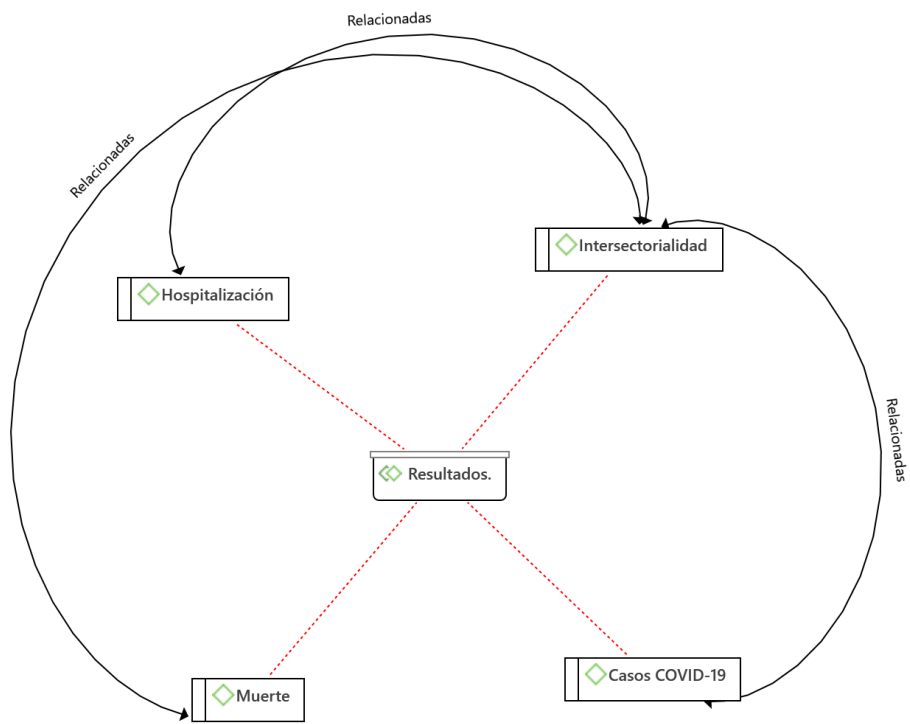 Relacionadas
Relacionadas
Intersectorialidad
Hospitalización
Relacionadas
Resultados.
Casos COVID-19
Muerte